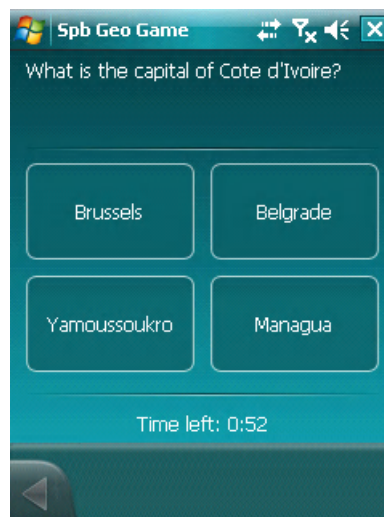 Spb Geo Game
What is the capital of Cote d'Ivoire?
Brussels
Belgrade
Yamoussoukro
Managua
Time left: 0:52